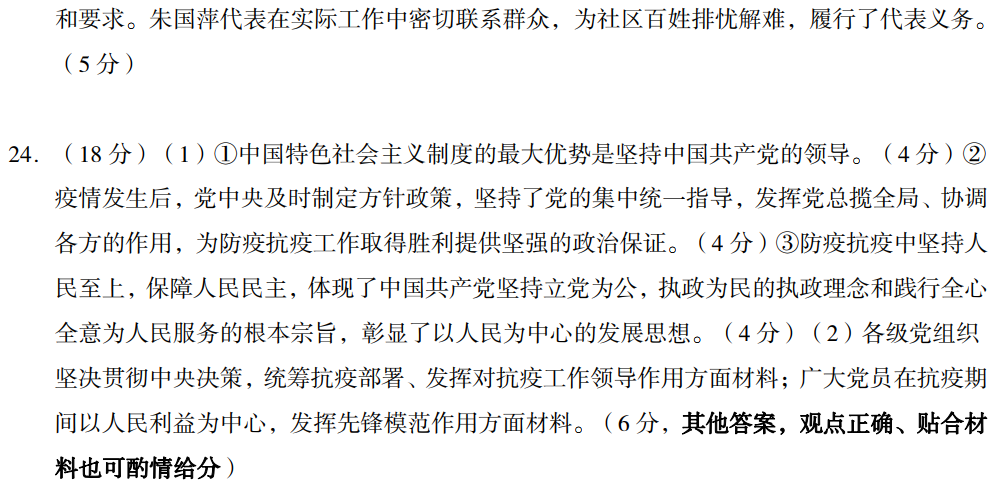 和要求。朱国萍代表在实际工作中密切联系群众，为社区百姓排忧解难，履行了代表义务。
（5 分）
24. （18 分）（1）①中国特色社会主义制度的最大优势是坚持中国共产党的领导。（4 分）②
疫情发生后，党中央及时制定方针政策，坚持了党的集中统一指导，发挥党总揽全局、协调
各方的作用，为防疫抗疫工作取得胜利提供坚强的政治保证。（4 分）③防疫抗疫中坚持人
民至上，保障人民民主，体现了中国共产党坚持立党为公，执政为民的执政理念和践行全心
全意为人民服务的根本宗旨，彰显了以人民为中心的发展思想。（4 分）（2）各级党组织
坚决贯彻中央决策，统筹抗疫部署、发挥对抗疫工作领导作用方面材料；广大党员在抗疫期
间以人民利益为中心，发挥先锋模范作用方面材料。（6 分，其他答案，观点正确、贴合材
料也可酌情给分）